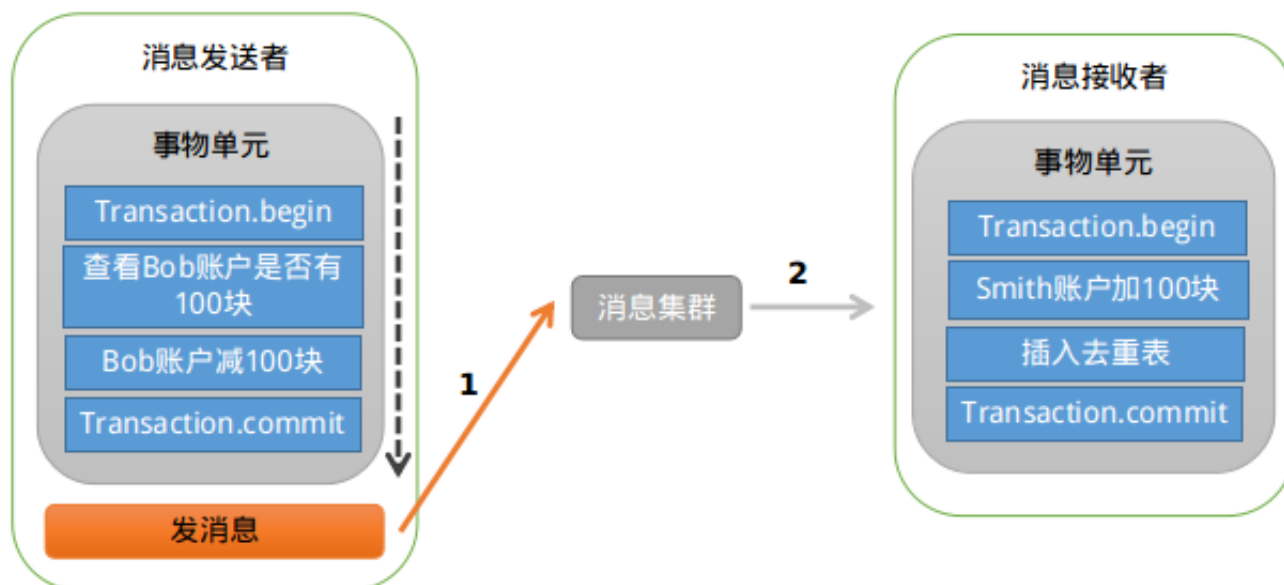 消息发送者
事物单元
Transaction.begin
查看Bob账户是否有
100块
Bob账户减100块
Transaction.commit
发消息
1
消息集群
2
消息接收者
事物单元
Transaction.begin
Smith账户加100块
插入去重表
Transaction.commit